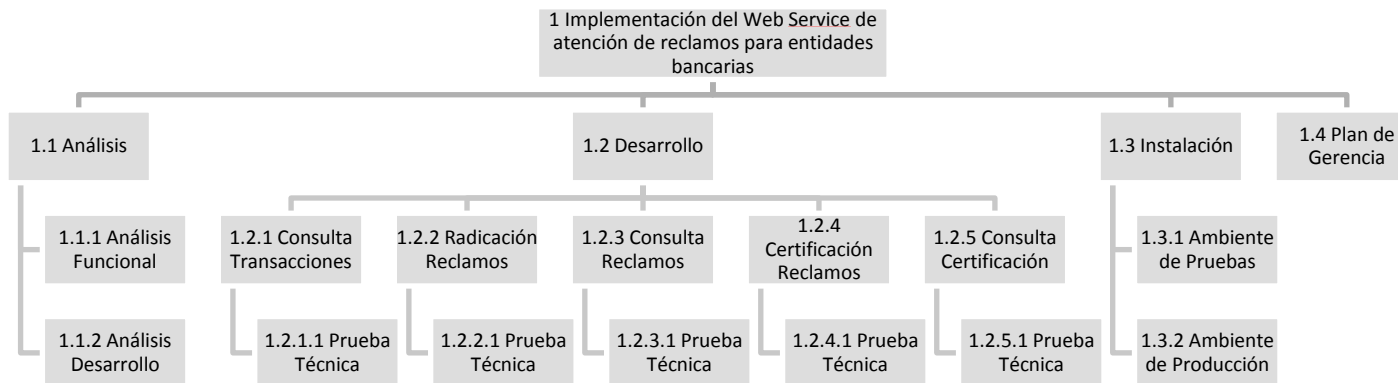 1 Implementación del Web Service de
atención de reclamos para entidades
bancarias
1.1 Análisis
1.2 Desarrollo
1.3 Instalación
1.4 Plan de
Gerencia
1.1.1 Análisis
Funcional
1.2.1 Consulta
Transacciones
1.2.2 Radicación
Reclamos
1.2.3 Consulta
Reclamos
1.2.4
Certificación
Reclamos
1.2.5 Consulta
Certificación
1.3.1 Ambiente
de Pruebas
1.1.2 Análisis
Desarrollo
1.2.1.1 Prueba
Técnica
1.2.2.1 Prueba
Técnica
1.2.3.1 Prueba
Técnica
1.2.4.1 Prueba
Técnica
1.2.5.1 Prueba
Técnica
1.3.2 Ambiente
de Producción